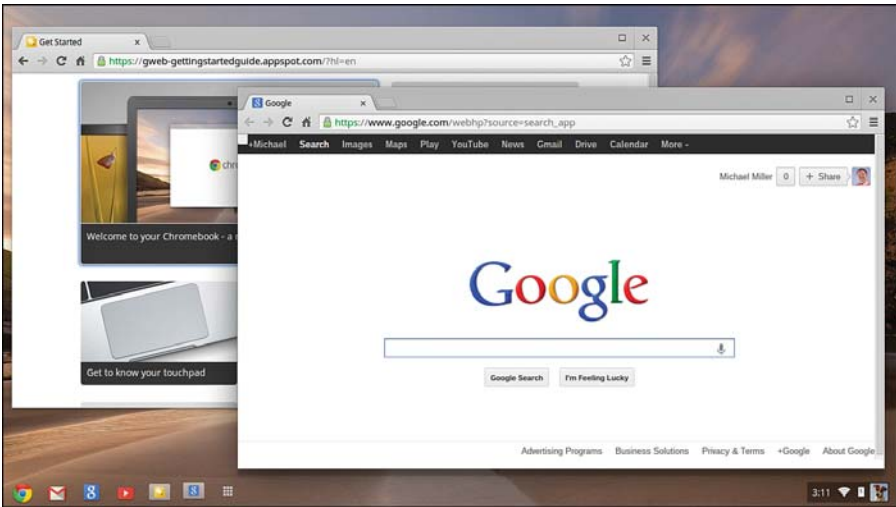 Get Started
https://gweb-gettingstartedguide.appspot.com/?hl=en
Welcome to your Chromebook - a
Get to know your touchpad
Google
https://www.google.com/webhp?source=search_app
+Michael Search Images Maps Play YouTube News Gmail Drive Calendar More
Michael Miller 0 + Share
Google
Google Search I'm Feeling Lucky
Advertising Programs Business Solutions Privacy & Terms +Google About Google
3:11